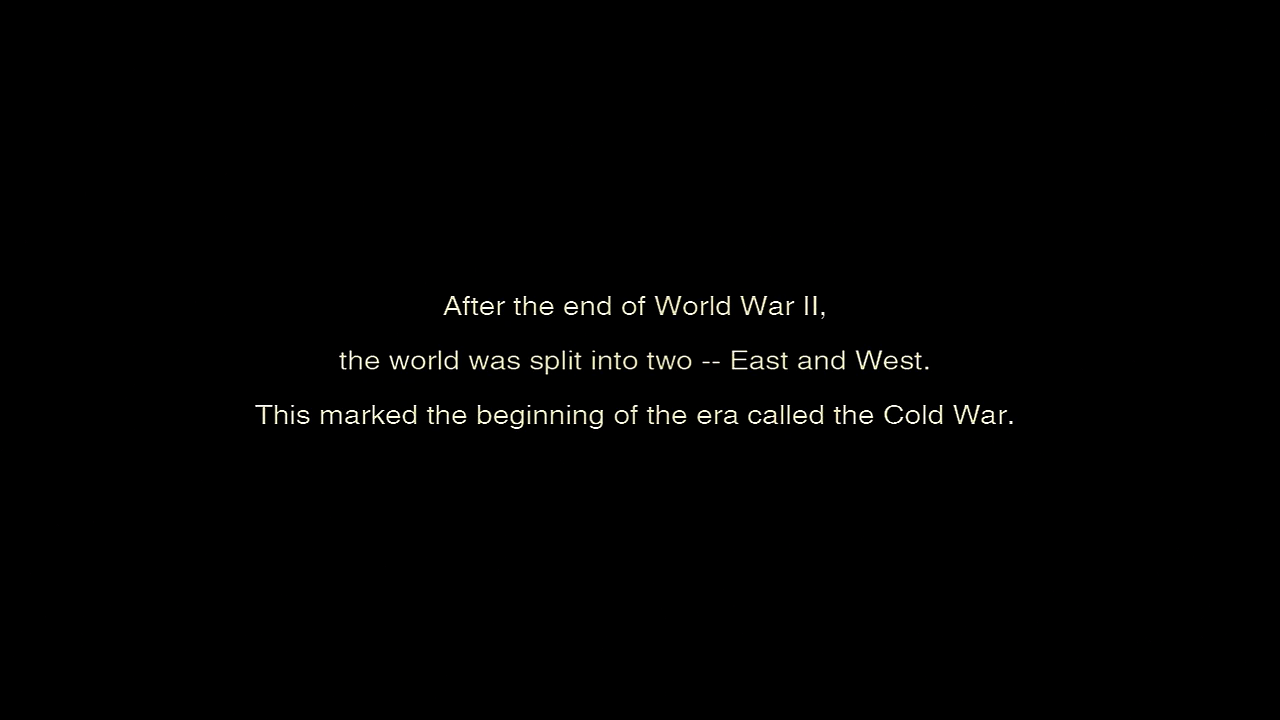 After the end of World War II,
the world was split into two -- East and West.
This marked the beginning of the era called the Cold War.